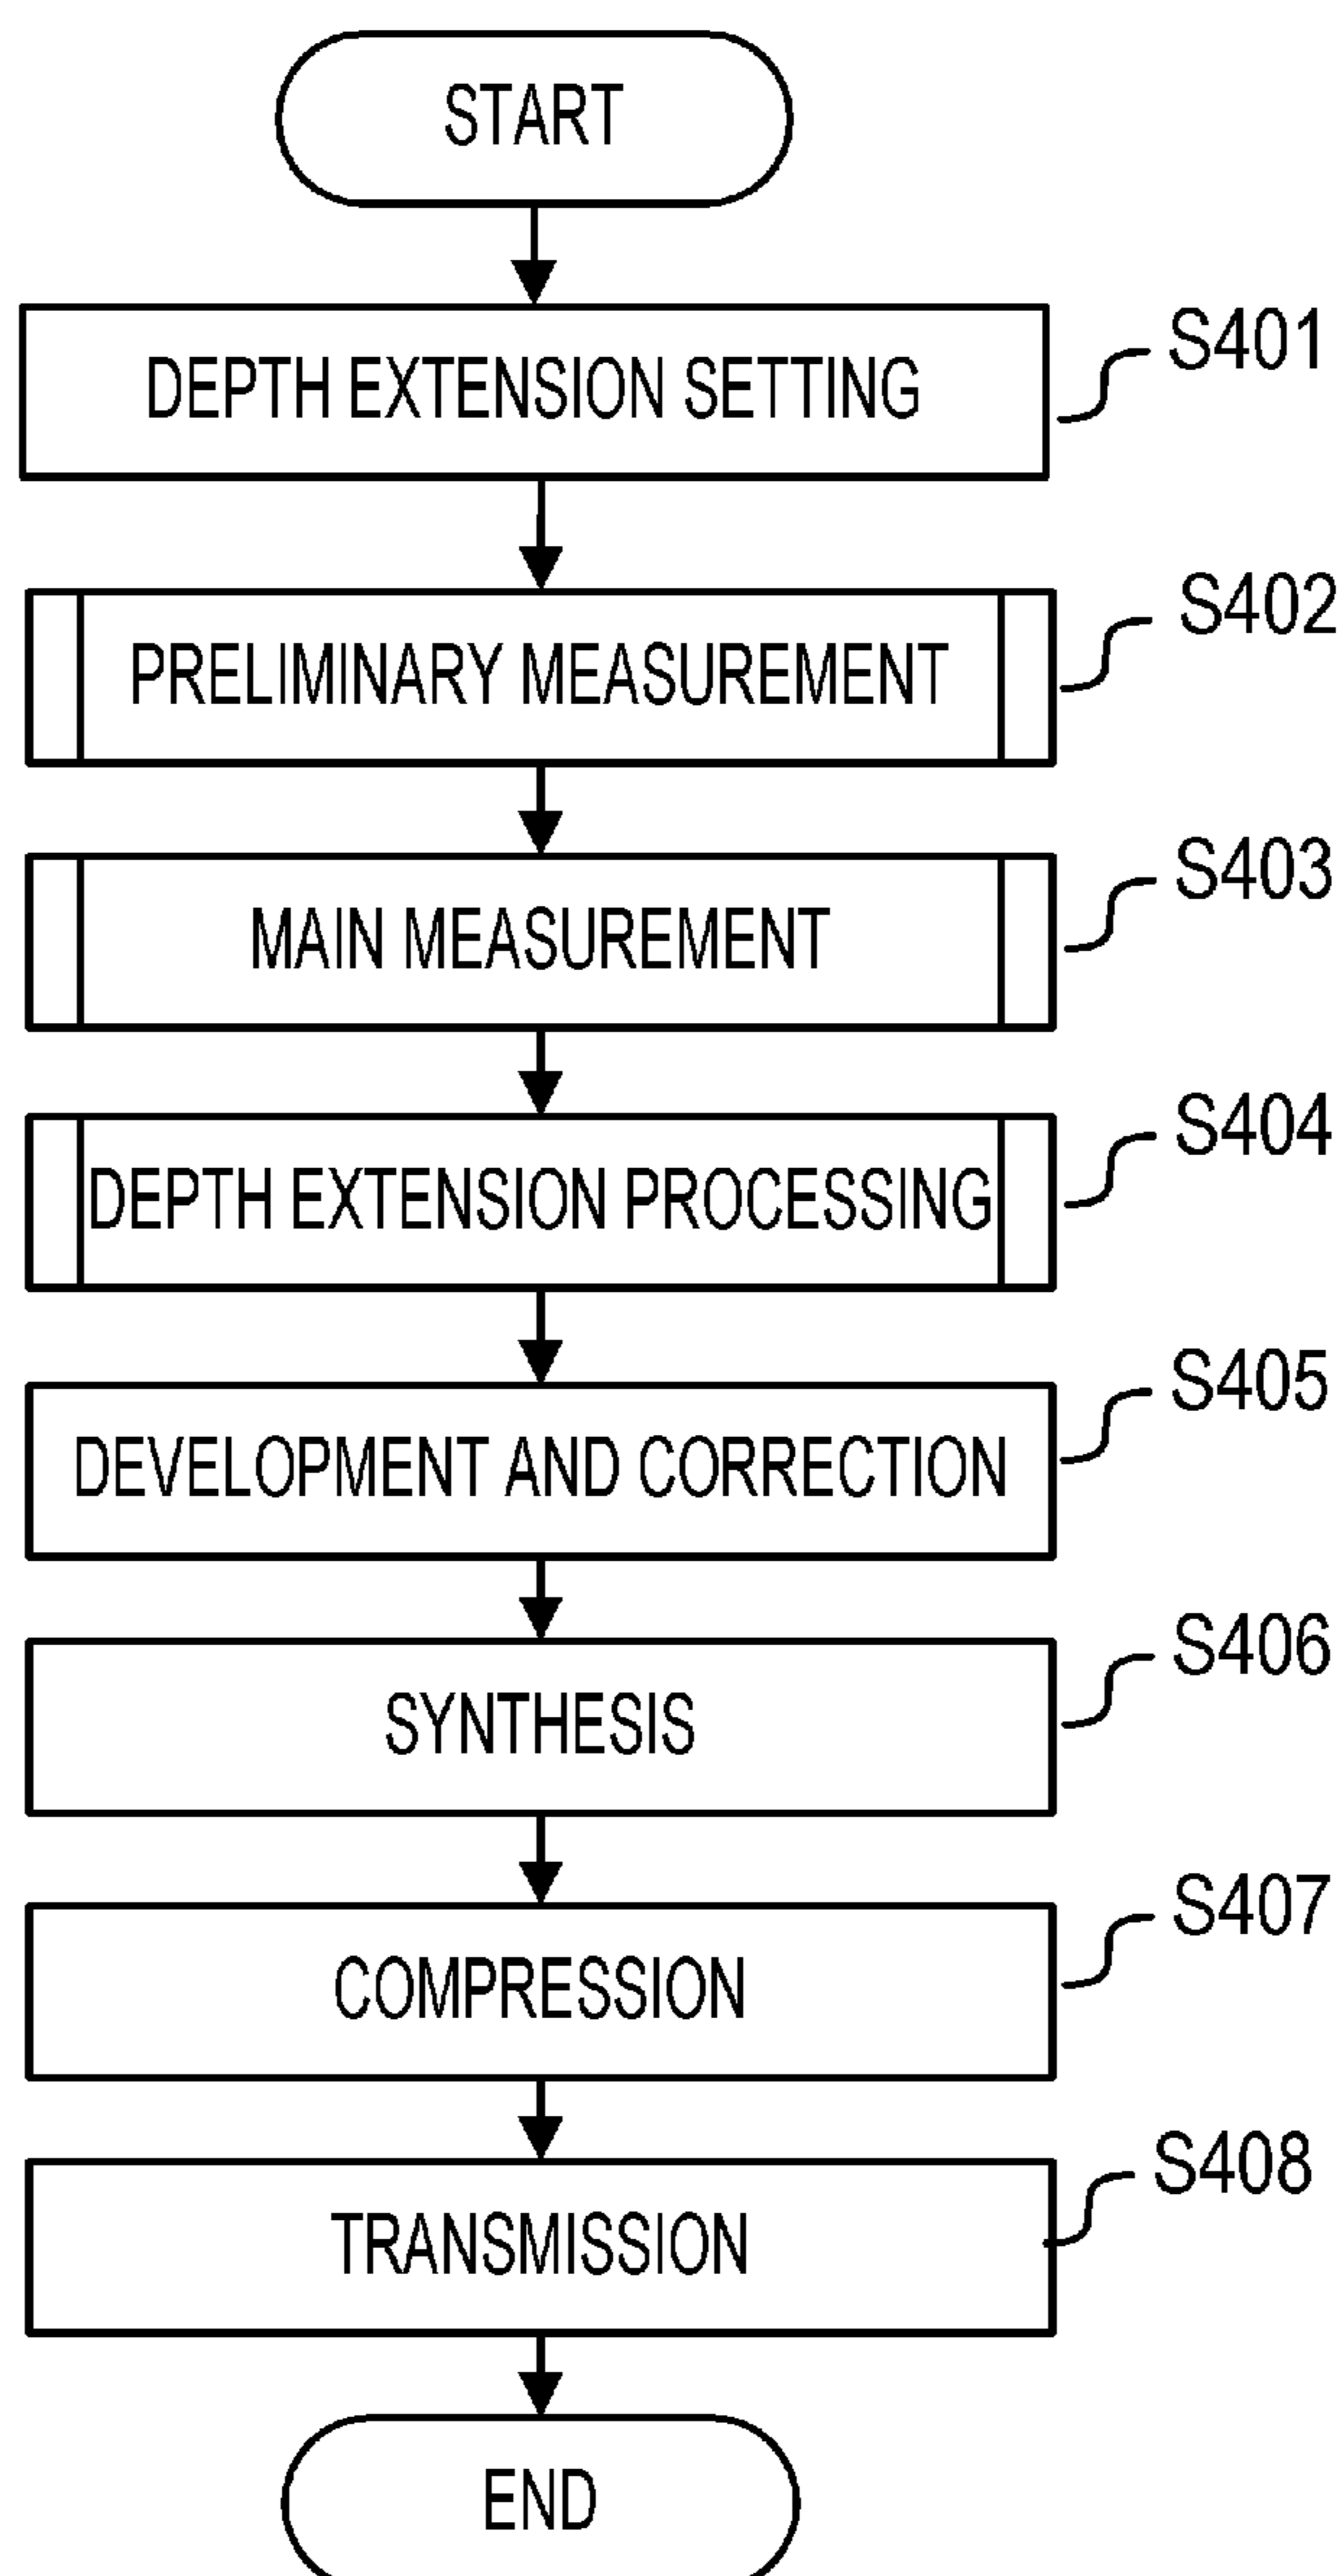 START
DEPTH EXTENSION SETTING
S401
PRELIMINARY MEASUREMENT
S402
MAIN MEASUREMENT
S403
DEPTH EXTENSION PROCESSING
S404
DEVELOPMENT AND CORRECTION
S405
SYNTHESIS
S406
COMPRESSION
S407
TRANSMISSION
S408
END